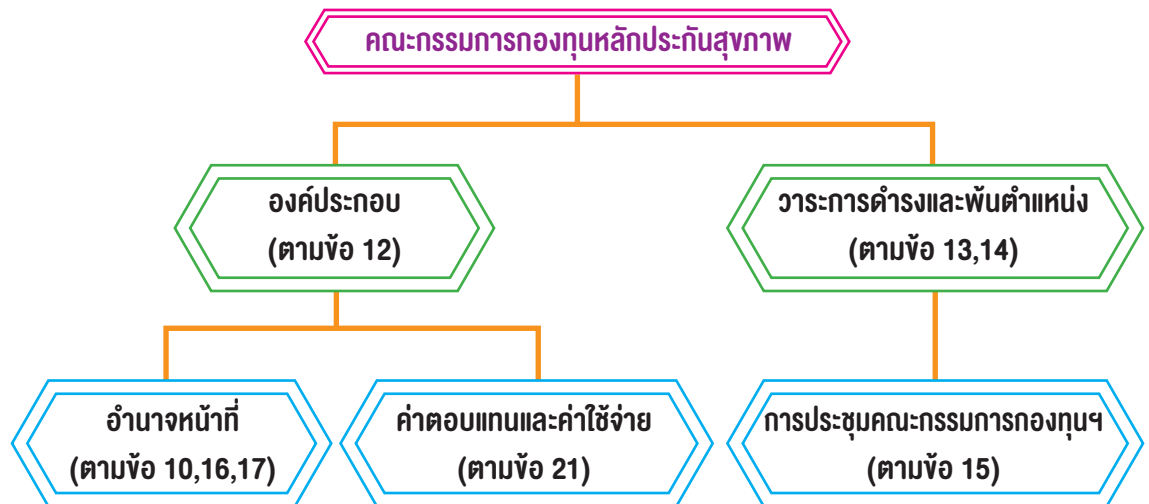 คณะกรรมการกองทุนหลักประกันสุขภาพ
องค์ประกอบ
(ตามข้อ 12)
วาระการดำรงและพ้นตำแหน่ง
(ตามข้อ 13,14)
อำนาจหน้าที่
(ตามข้อ 10,16,17)
ค่าตอบแทนและค่าใช้จ่าย
(ตามข้อ 21)
การประชุมคณะกรรมการกองทุนฯ
(ตามข้อ 15)